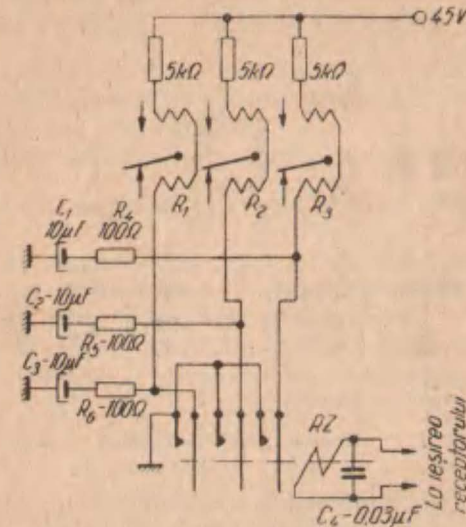 45V
5kΩ
5kΩ
5kΩ
R1
R2
R3
C1
10µF
R4
100Ω
C2-10µF
R5-100Ω
C3-10µF
R6-100Ω
RZ
C4-0,03µF
La ieșirea
receptorului